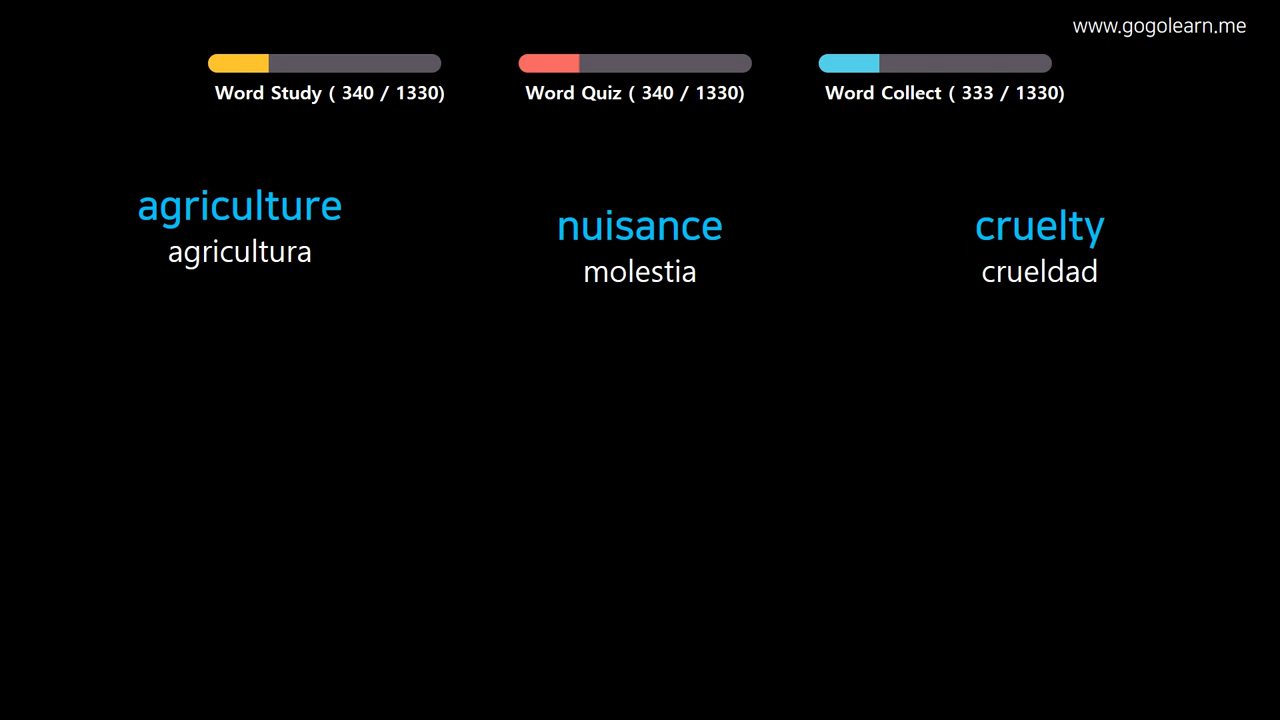 www.gogolearn.me
Word Study ( 340 / 1330)
Word Quiz ( 340 / 1330)
Word Collect ( 333 / 1330)
agriculture
agricultura
nuisance
molestia
cruelty
crueldad